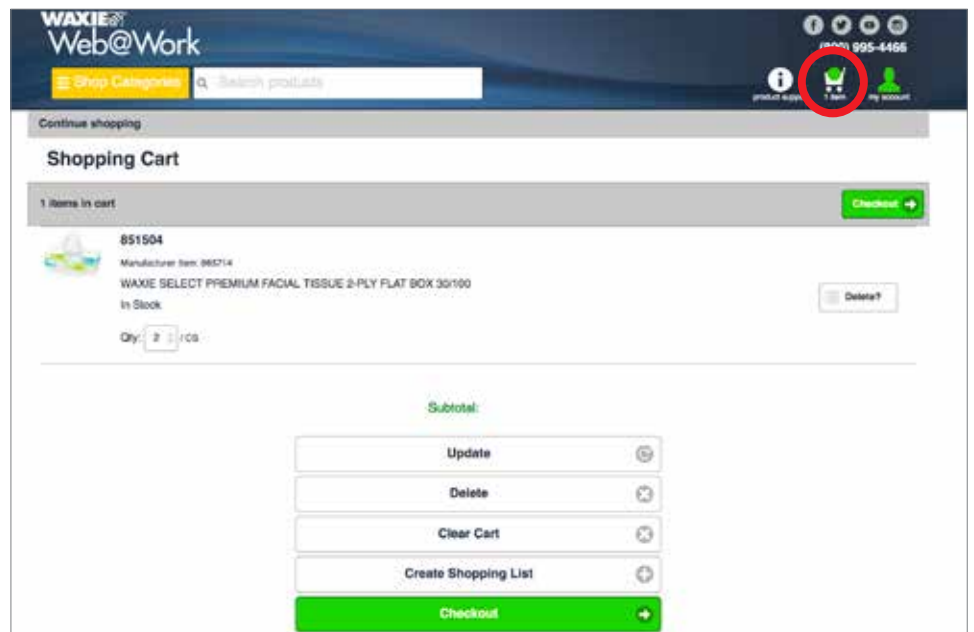 WAXIE
Web@Work
995-4466
Shop Categories
Search products
product support
1 item
my account
Continue shopping
Shopping Cart
1 items in cart
Checkout
851504
Manufacturer Item:
WAXIE SELECT PREMIUM FACIAL TISSUE 2-PLY FLAT BOX 30/100
In Stock
Delete?
Qty: 2 / CS
Subtotal:
Update
Delete
Clear Cart
Create Shopping List
Checkout